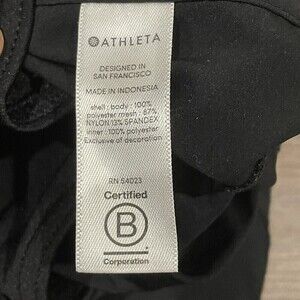 ATHLETA
DESIGNED IN
SAN FRANCISCO
MADE IN INDONESIA
shell : body : 100%
polyester mesh : 87%
NYLON/13% SPANDEX
inner : 100% polyester
Exclusive of decoration
RN 54023
Certified
B
Corporation